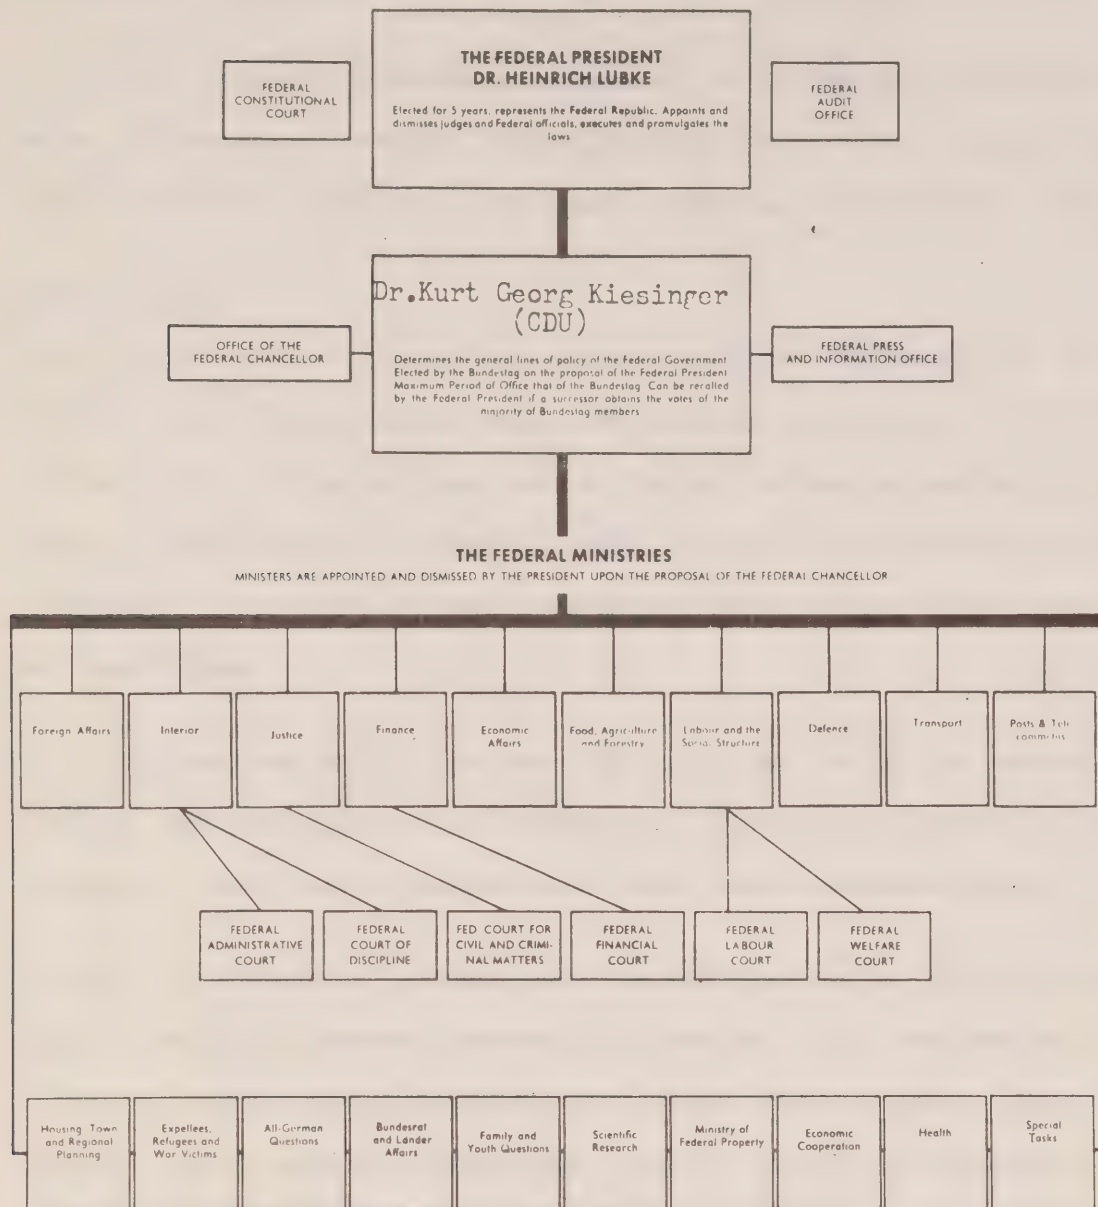 FEDERAL
CONSTITUTIONAL
COURT
THE FEDERAL PRESIDENT
DR. HEINRICH LÜBKE
Elected for 5 years, represents the Federal Republic. Appoints and
dismisses judges and Federal officials, executes and promulgates the
laws
FEDERAL
AUDIT
OFFICE
OFFICE OF THE
FEDERAL CHANCELLOR
Dr.Kurt Georg Kiesinger
(CDU)
Determines the general lines of policy of the Federal Government
Elected by the Bundestag on the proposal of the Federal President
Maximum Period of Office that of the Bundestag Can be recalled
by the Federal President if a successor obtains the votes of the
majority of Bundestag members
FEDERAL PRESS
AND INFORMATION OFFICE
THE FEDERAL MINISTRIES
MINISTERS ARE APPOINTED AND DISMISSED BY THE PRESIDENT UPON THE PROPOSAL OF THE FEDERAL CHANCELLOR
Foreign Affairs
Interior
Justice
Finance
Economic
Affairs
Food, Agriculture
and Forestry
Labour and the
Social Structure
Defence
Transport
Posts & Tele
FEDERAL
ADMINISTRATIVE
COURT
FEDERAL
COURT OF
DISCIPLINE
FED COURT FOR
CIVIL AND CRIMI-
NAL MATTERS
FEDERAL
FINANCIAL
COURT
FEDERAL
LABOUR
COURT
FEDERAL
WELFARE
COURT
Housing Town
and Regional
Planning
Expellees,
Refugees and
War Victims
All-German
Questions
Bundesrat
and Länder
Affairs
Family and
Youth Questions
Scientific
Research
Ministry of
Federal Property
Economic
Cooperation
Health
Special
Tasks